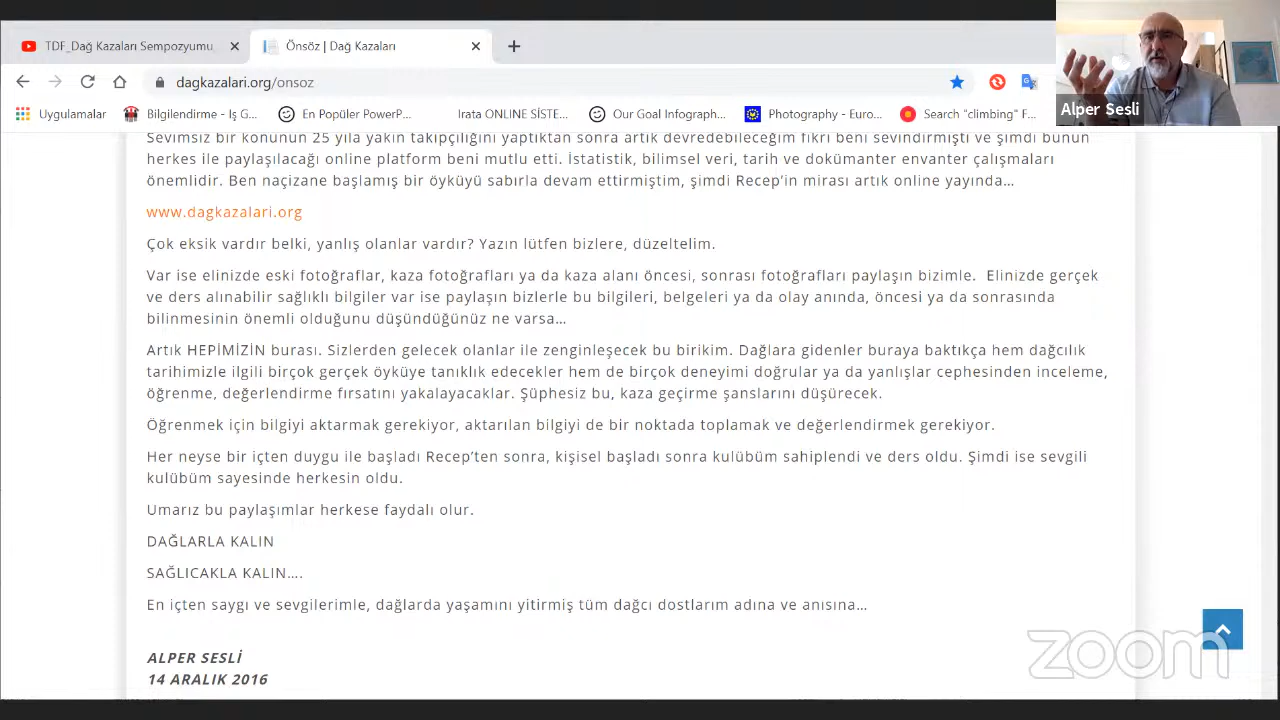 TDF_Dağ Kazaları Sempozyumu
Önsöz | Dağ Kazaları
dagkazalari.org/onsoz
Uygulamalar
Bilgilendirme - Iş G...
En Popüler PowerP...
Irata ONLINE SİSTE...
Our Goal Infograph...
Photography - Euro...
Search "climbing" F...
Alper Sesli
Sevimsiz bir konunun 25 yıla yakın takipçiliğini yaptıktan sonra artık devredebileceğim fikri beni sevindirmişti ve şimdi bunun
herkes ile paylaşılacağı online platform beni mutlu etti. İstatistik, bilimsel veri, tarih ve dokümanter envanter çalışmaları
önemlidir. Ben naçizane başlamış bir öyküyü sabırla devam ettirmiştim, şimdi Recep'in mirası artık online yayında…
www.dagkazalari.org
Çok eksik vardır belki, yanlış olanlar vardır? Yazın lütfen bizlere, düzeltelim.
Var ise elinizde eski fotoğraflar, kaza fotoğrafları ya da kaza alanı öncesi, sonrası fotoğrafları paylaşın bizimle.  Elinizde gerçek
ve ders alınabilir sağlıklı bilgiler var ise paylaşın bizlerle bu bilgileri, belgeleri ya da olay anında, öncesi ya da sonrasında
bilinmesinin önemli olduğunu düşündüğünüz ne varsa…
Artık HEPİMİZİN burası. Sizlerden gelecek olanlar ile zenginleşecek bu birikim. Dağlara gidenler buraya baktıkça hem dağcılık
tarihimizle ilgili birçok gerçek öyküye tanıklık edecekler hem de birçok deneyimi doğrular ya da yanlışlar cephesinden inceleme,
öğrenme, değerlendirme fırsatını yakalayacaklar. Şüphesiz bu, kaza geçirme şanslarını düşürecek.
Öğrenmek için bilgiyi aktarmak gerekiyor, aktarılan bilgiyi de bir noktada toplamak ve değerlendirmek gerekiyor.
Her neyse bir içten duygu ile başladı Recep'ten sonra, kişisel başladı sonra kulübüm sahiplendi ve ders oldu. Şimdi ise sevgili
kulübüm sayesinde herkesin oldu.
Umarız bu paylaşımlar herkese faydalı olur.
DAĞLARLA KALIN
SAĞLICAKLA KALIN….
En içten saygı ve sevgilerimle, dağlarda yaşamını yitirmiş tüm dağcı dostlarım adına ve anısına…
ALPER SESLİ
14 ARALIK 2016
zoom